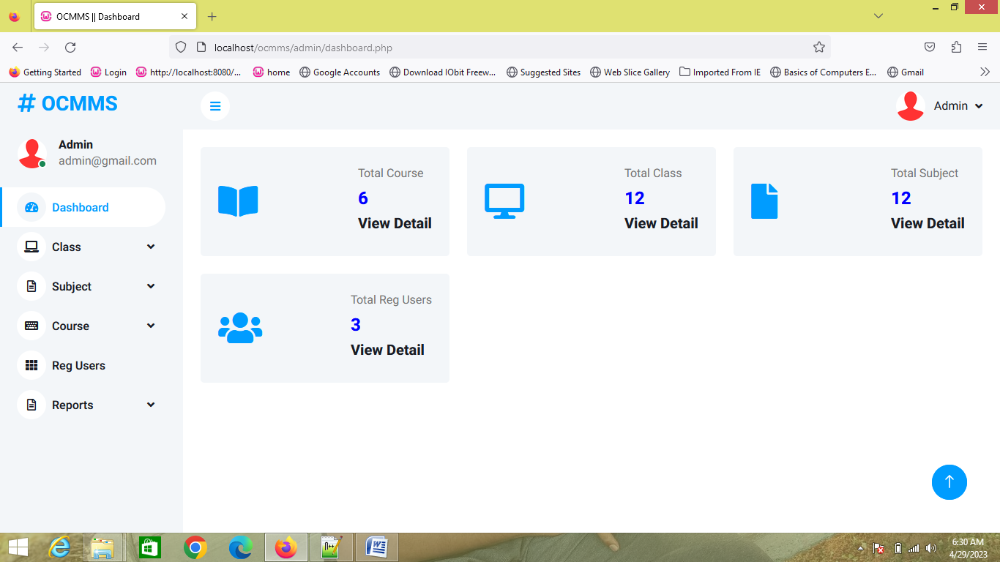 OCMMS || Dashboard
localhost/ocmms/admin/dashboard.php
Getting Started Login http://localhost:8080/... home Google Accounts Download IObit Freew... Suggested Sites Web Slice Gallery Imported From IE Basics of Computers E... Gmail
# OCMMS
Admin
Admin
admin@gmail.com
Dashboard
Class
Subject
Course
Reg Users
Reports
Total Course
6
View Detail
Total Class
12
View Detail
Total Subject
12
View Detail
Total Reg Users
3
View Detail
6:30 AM
4/29/2023